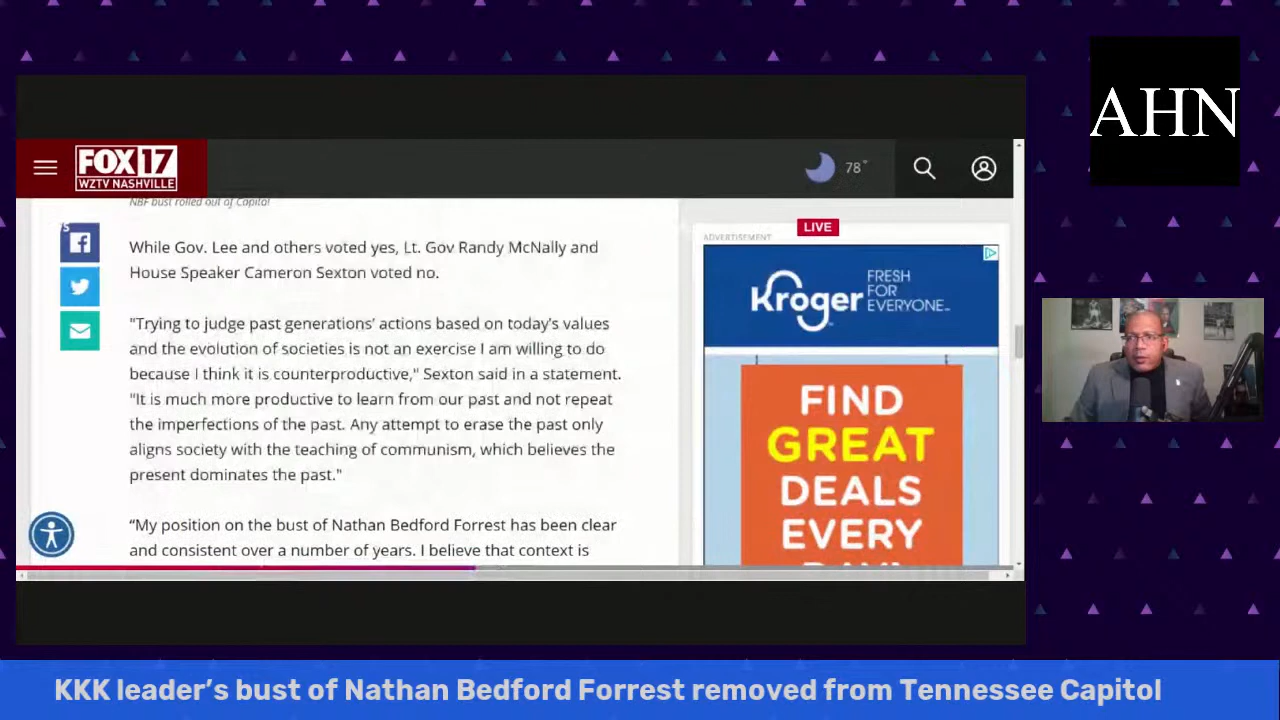 AHN
FOX 17
WZTV NASHVILLE
78°
NBF bust rolled out of Capitol
While Gov. Lee and others voted yes, Lt. Gov Randy McNally and
House Speaker Cameron Sexton voted no.
"Trying to judge past generations' actions based on today's values
and the evolution of societies is not an exercise I am willing to do
because I think it is counterproductive," Sexton said in a statement.
"It is much more productive to learn from our past and not repeat
the imperfections of the past. Any attempt to erase the past only
aligns society with the teaching of communism, which believes the
present dominates the past."
“My position on the bust of Nathan Bedford Forrest has been clear
and consistent over a number of years. I believe that context is
LIVE
ADVERTISEMENT
Kroger
FRESH
FOR
EVERYONE
FIND
GREAT
DEALS
EVERY
KKK leader’s bust of Nathan Bedford Forrest removed from Tennessee Capitol